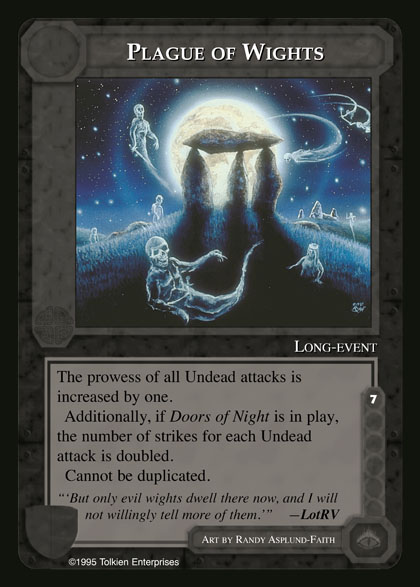 Plague of Wights
Long-event
The prowess of all Undead attacks is
increased by one.
Additionally, if Doors of Night is in play,
the number of strikes for each Undead
attack is doubled.
Cannot be duplicated.
7
“‘But only evil wights dwell there now, and I will
not willingly tell more of them.’” —LotRV
Art by Randy Asplund-Faith
©1995 Tolkien Enterprises